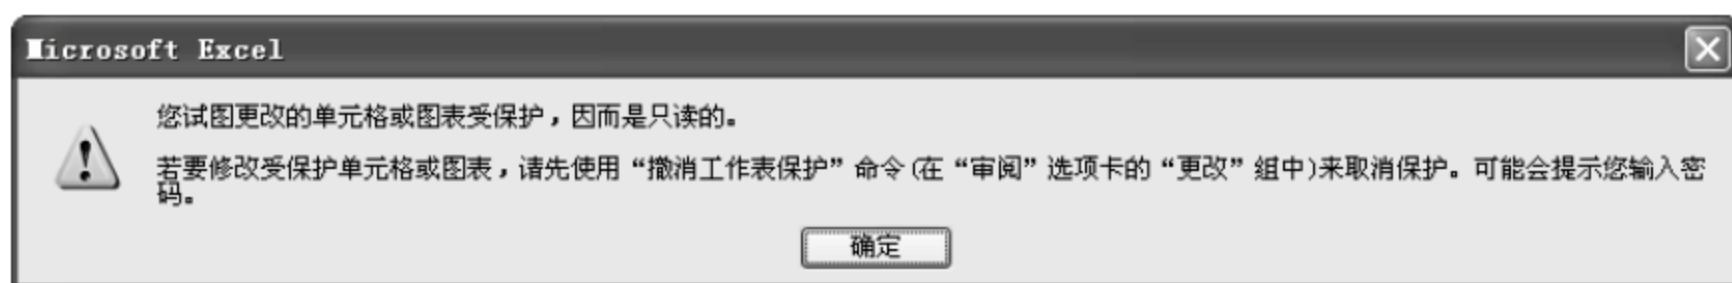 Microsoft Excel
您试图更改的单元格或图表受保护，因而是只读的。
若要修改受保护单元格或图表，请先使用“撤消工作表保护”命令(在“审阅”选项卡的“更改”组中)来取消保护。可能会提示您输入密
码。
确定